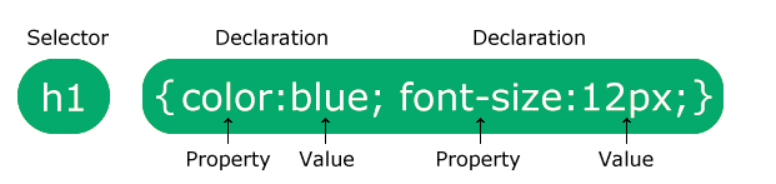 Selector Declaration Declaration
h1 {color:blue; font-size:12px;}
Property Value Property Value